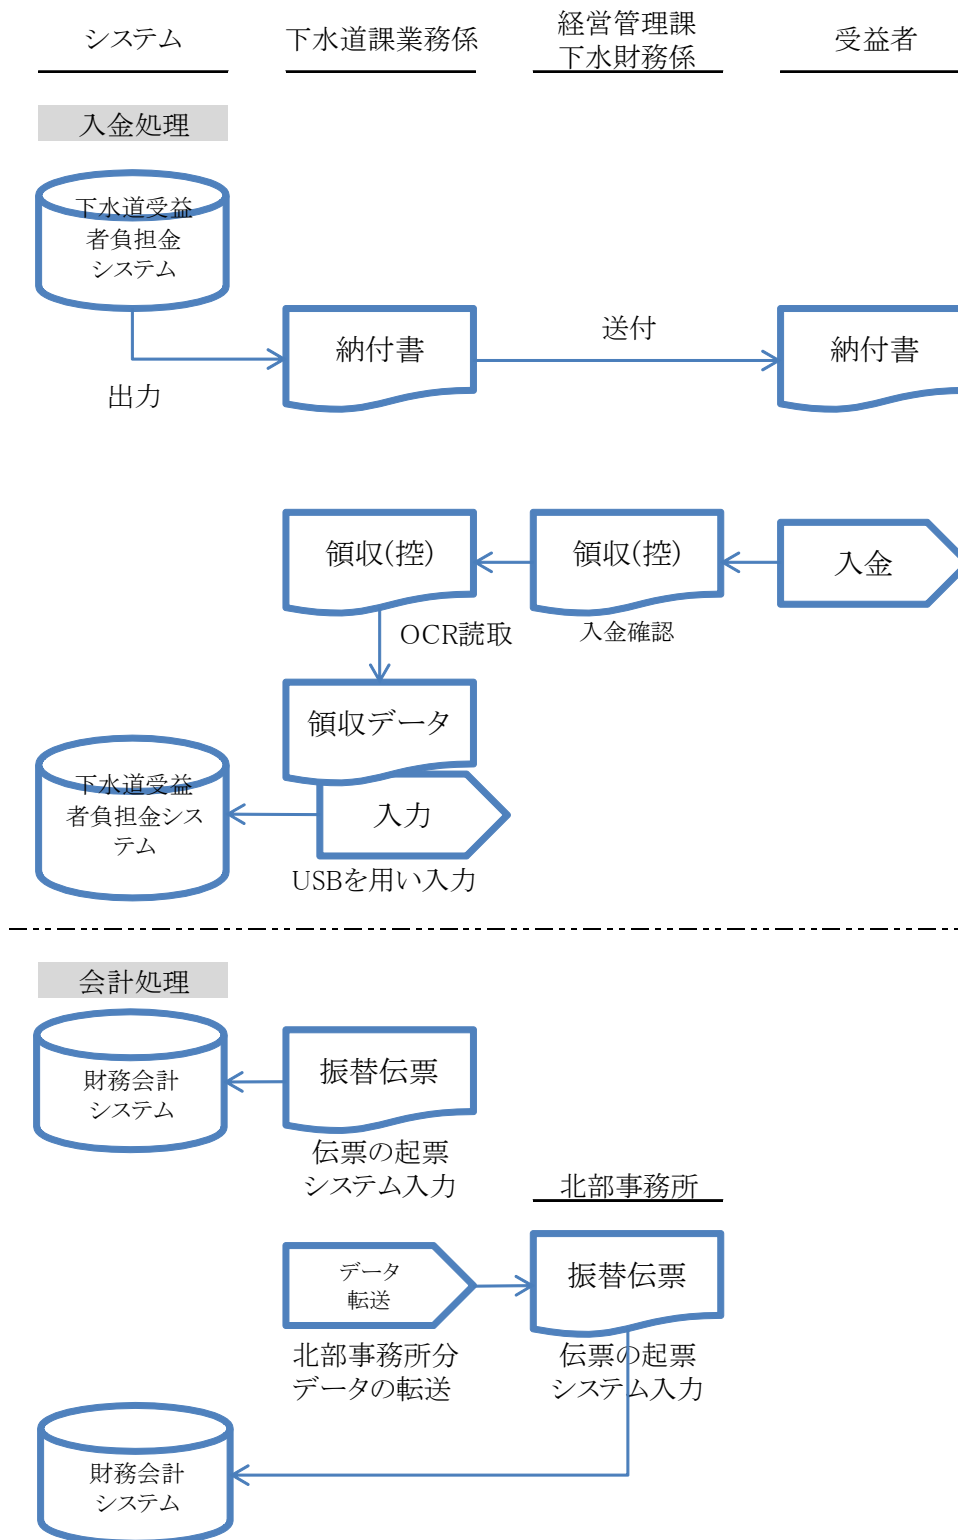 システム
下水道課業務係
経営管理課
下水財務係
受益者
入金処理
下水道受益
者負担金
システム
納付書
送付
納付書
出力
領収(控)
領収(控)
入金
OCR読取
入金確認
領収データ
下水道受益
者負担金シス
テム
入力
USBを用い入力
会計処理
財務会計
システム
振替伝票
伝票の起票
システム入力
北部事務所
データ
転送
振替伝票
北部事務所分
データの転送
伝票の起票
システム入力
財務会計
システム